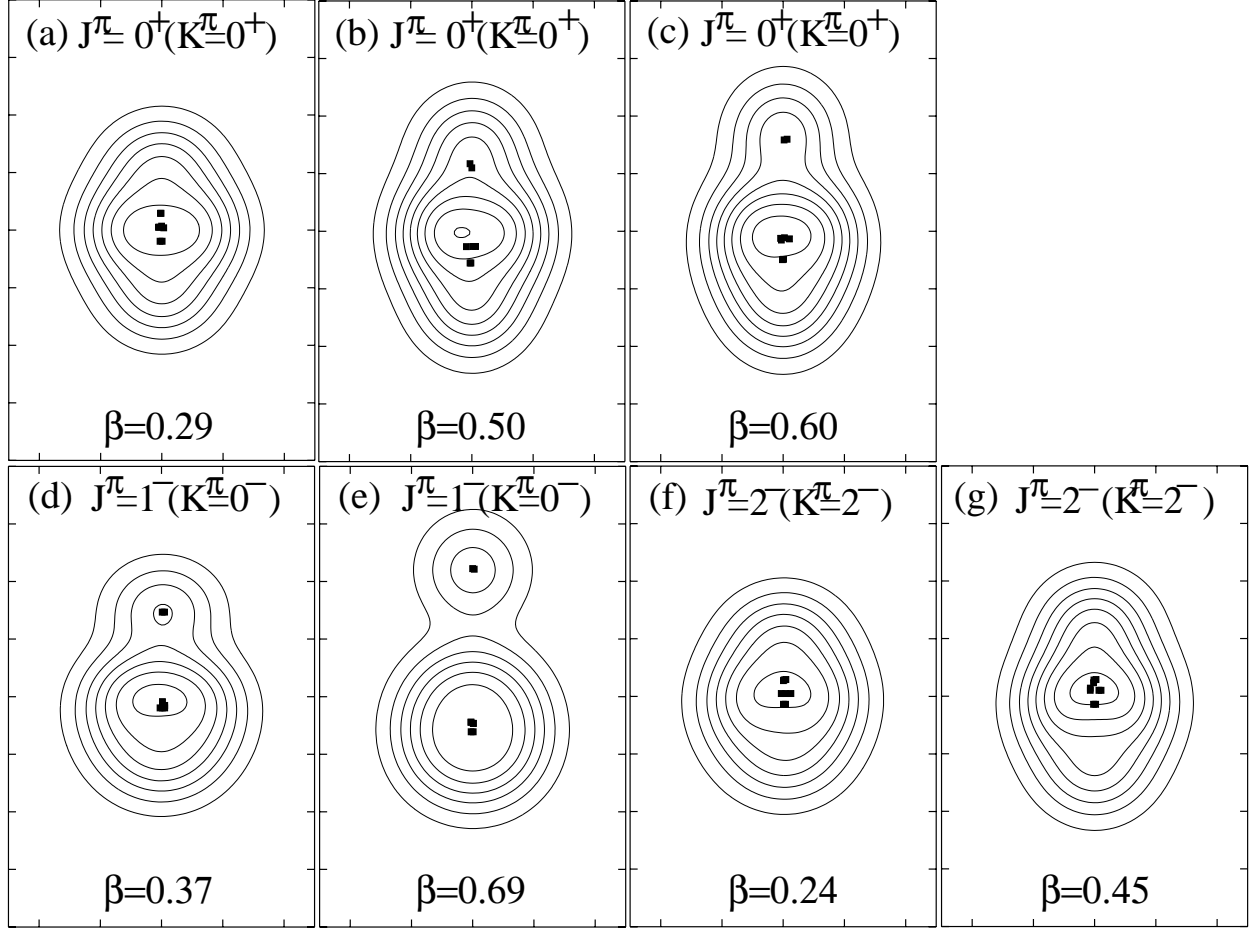 (a) Jπ= 0+(Kπ=0+)
(b) Jπ= 0+(Kπ=0+)
(c) Jπ= 0+(Kπ=0+)
β=0.29
β=0.50
β=0.60
(d) Jπ=1−(Kπ=0−)
(e) Jπ=1−(Kπ=0−)
(f) Jπ=2−(Kπ=2−)
(g) Jπ=2−(Kπ=2−)
β=0.37
β=0.69
β=0.24
β=0.45